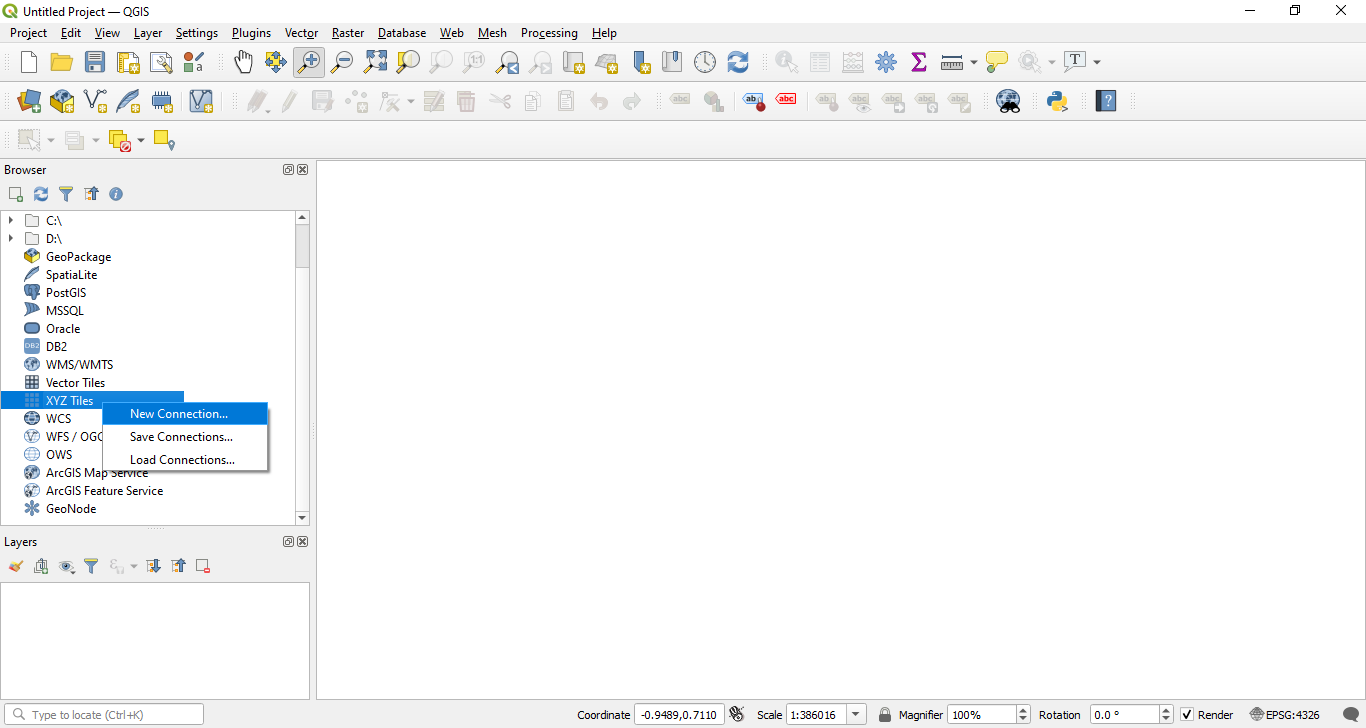 Untitled Project — QGIS
Project Edit View Layer Settings Plugins Vector Raster Database Web Mesh Processing Help
Browser
C:\
D:\
GeoPackage
SpatiaLite
PostGIS
MSSQL
Oracle
DB2
WMS/WMTS
Vector Tiles
XYZ Tiles
New Connection...
WCS
Save Connections...
WFS / OGC
OWS
Load Connections...
ArcGIS Map Service
ArcGIS Feature Service
GeoNode
Layers
Type to locate (Ctrl+K) Coordinate -0.9489,0.7110 Scale 1:386016 Magnifier 100% Rotation 0.0 ° Render EPSG:4326